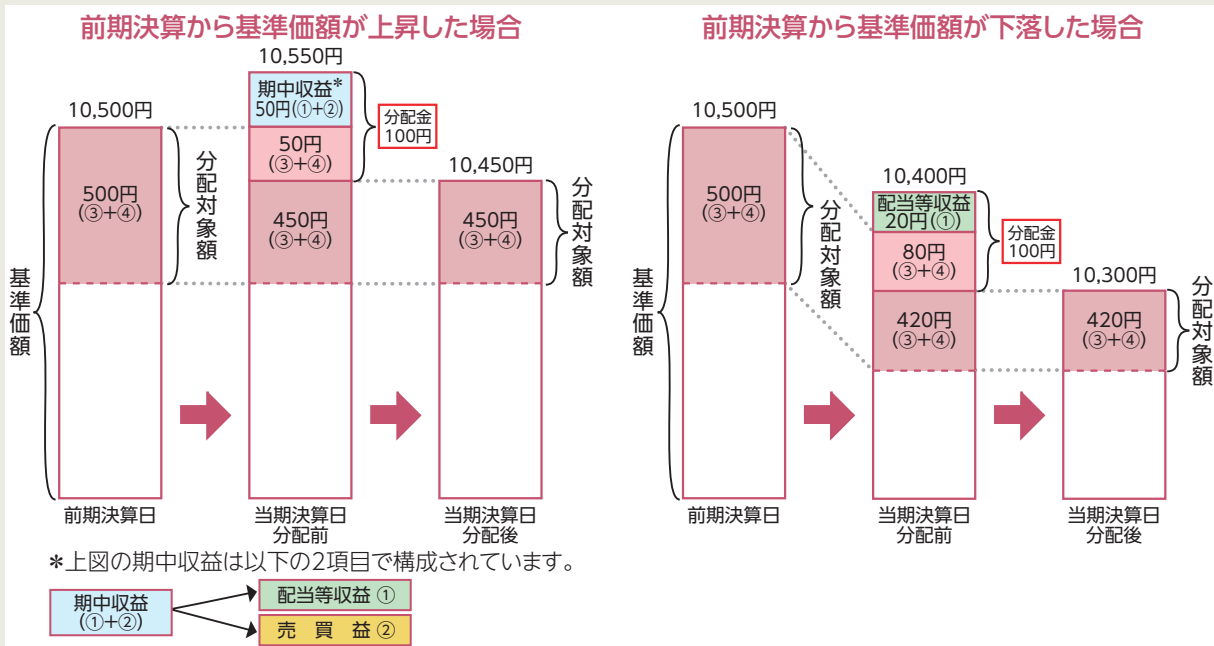 前期決算から基準価額が上昇した場合
10,500円
500円
(③+④)
分配対象額
基準価額
前期決算日
10,550円
期中収益*
50円(①+②)
50円
(③+④)
450円
(③+④)
分配金
100円
当期決算日
分配前
10,450円
450円
(③+④)
分配対象額
当期決算日
分配後
*上図の期中収益は以下の2項目で構成されています。
期中収益
(①+②)
配当等収益 ①
売 買 益 ②
前期決算から基準価額が下落した場合
10,500円
500円
(③+④)
分配対象額
基準価額
前期決算日
10,400円
配当等収益
20円(①)
80円
(③+④)
420円
(③+④)
分配金
100円
当期決算日
分配前
10,300円
420円
(③+④)
分配対象額
当期決算日
分配後